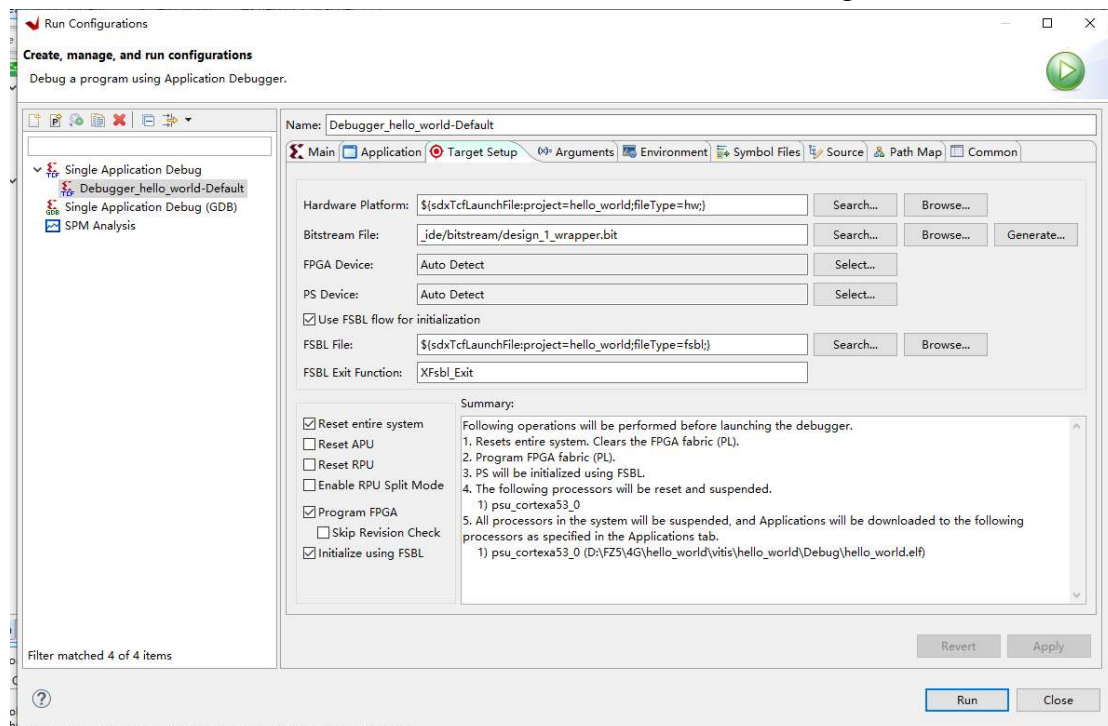 Run Configurations
Create, manage, and run configurations
Debug a program using Application Debugger.
Name: Debugger_hello_world-Default
Main Application Target Setup Arguments Environment Symbol Files Source Path Map Common
Single Application Debug
Debugger_hello_world-Default
Single Application Debug (GDB)
SPM Analysis
Hardware Platform: ${sdxTcfLaunchFile:project=hello_world;fileType=hw;} Search... Browse...
Bitstream File: _ide/bitstream/design_1_wrapper.bit Search... Browse... Generate...
FPGA Device: Auto Detect Select...
PS Device: Auto Detect Select...
Use FSBL flow for initialization
FSBL File: ${sdxTcfLaunchFile:project=hello_world;fileType=fsbl;} Search... Browse...
FSBL Exit Function: XFsbl_Exit
Reset entire system
Reset APU
Reset RPU
Enable RPU Split Mode
Program FPGA
Skip Revision Check
Initialize using FSBL
Summary:
Following operations will be performed before launching the debugger.
1. Resets entire system. Clears the FPGA fabric (PL).
2. Program FPGA fabric (PL).
3. PS will be initialized using FSBL.
4. The following processors will be reset and suspended.
1) psu_cortexa53_0
5. All processors in the system will be suspended, and Applications will be downloaded to the following
processors as specified in the Applications tab.
1) psu_cortexa53_0 (D:\FZ5\4G\hello_world\vitis\hello_world\Debug\hello_world.elf)
Revert Apply
Filter matched 4 of 4 items
Run Close